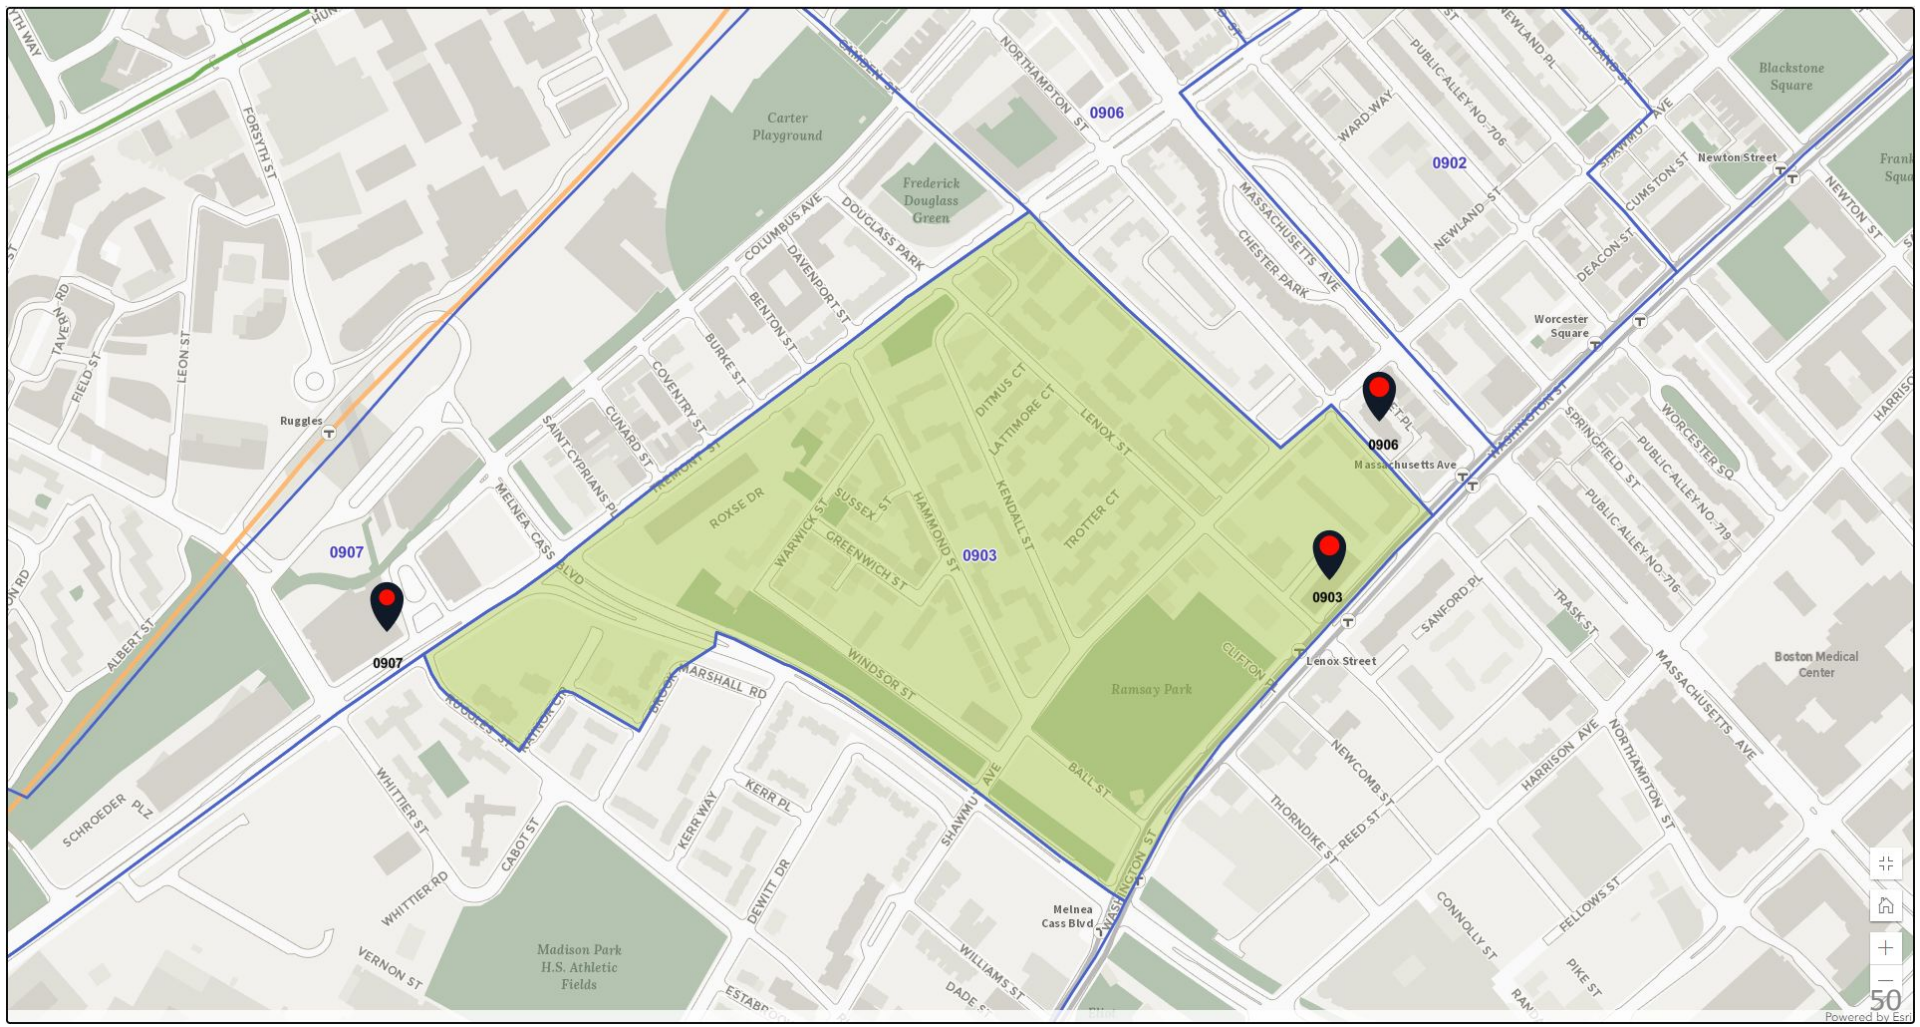 FORSYTH ST
CAMDEN ST
NORTHAMPTON ST
0906
WARD WAY
PUBLIC ALLEY NO. 706
NEWLAND PL
RUTLAND ST
SHAWMUT AVE
Blackstone
Square
Carter
Playground
Frederick
Douglass
Green
0902
Newton Street
CUMSTON ST
NEWTON ST
NEWLAND ST
DEACON ST
MASSACHUSETTS AVE
CHESTER PARK
COLUMBUS AVE
DOUGLASS PARK
DAVENPORT ST
BENTON ST
BURKE ST
COVENTRY ST
CUNARD ST
SAINT CYPRIANS PL
TAVERN RD
FIELD ST
LEON ST
Ruggles
Worcester
Square
WASHINGTON ST
SPRINGFIELD ST
WORCESTER SQ
PUBLIC ALLEY NO. 719
PUBLIC ALLEY NO. 716
0906
Massachusetts Ave
DITMUS CT
LATTIMORE CT
LENOX ST
TREMONT ST
ROXSE DR
WARWICK ST
SUSSEX ST
GREENWICH ST
HAMMOND ST
KENDALL ST
TROTTER CT
0903
MELNEA CASS
BLVD
0907
0907
ALBERT ST
0903
SANFORD PL
TRASK ST
CLIFTON PL
Lenox Street
Boston Medical
Center
MASSACHUSETTS AVE
Ramsay Park
WINDSOR ST
MARSHALL RD
RUGGLES ST
SHAWMUT AVE
BALL ST
NEWCOMB ST
HARRISON AVE
NORTHAMPTON ST
THORNDIKE ST
REED ST
SCHROEDER PLZ
WHITTIER ST
CABOT ST
WHITTIER RD
VERNON ST
KERR PL
KERR WAY
DEWITT DR
WASHINGTON ST
Melnea
Cass Blvd
Madison Park
H.S. Athletic
Fields
WILLIAMS ST
DADE ST
CONNOLLY ST
FELLOWS ST
PIKE ST
50
Powered by Esri